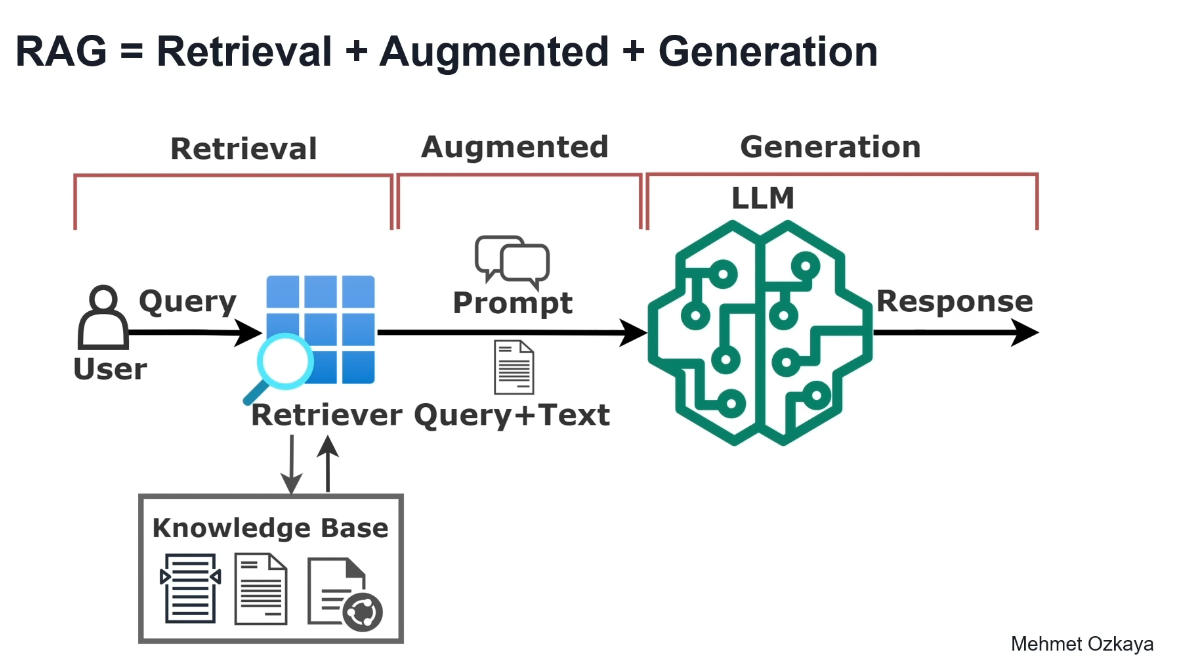 RAG = Retrieval + Augmented + Generation
Retrieval
Augmented
Generation
LLM
Query
Prompt
Response
User
Retriever
Query+Text
Knowledge Base
Mehmet Ozkaya